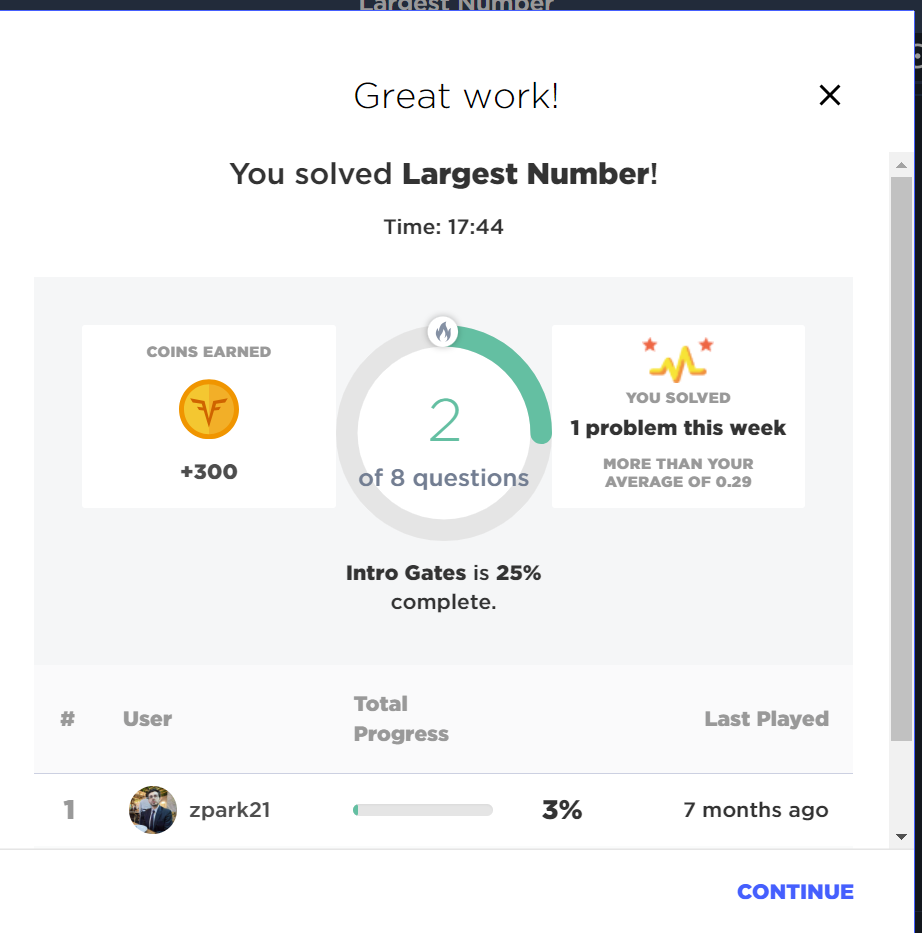 Largest Number
Great work!
You solved Largest Number!
Time: 17:44
COINS EARNED
+300
2
of 8 questions
YOU SOLVED
1 problem this week
MORE THAN YOUR
AVERAGE OF 0.29
Intro Gates is 25%
complete.
# User Total Progress Last Played
1 zpark21 3% 7 months ago
CONTINUE